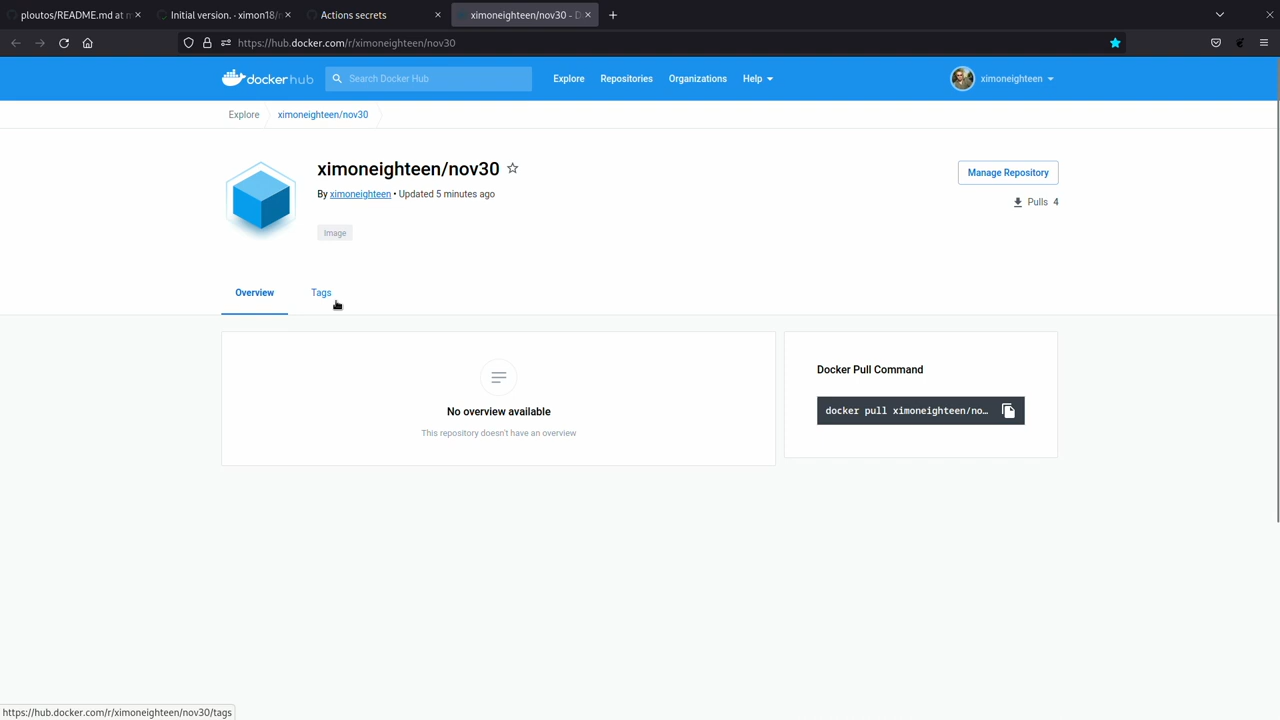 ploutos/README.md at m
Initial version. · ximon18/n
Actions secrets
ximoneighteen/nov30 - D
https://hub.docker.com/r/ximoneighteen/nov30
docker hub
Search Docker Hub
Explore
Repositories
Organizations
Help
ximoneighteen
Explore
ximoneighteen/nov30
ximoneighteen/nov30
By ximoneighteen • Updated 5 minutes ago
Manage Repository
Pulls 4
Image
Overview
Tags
No overview available
This repository doesn't have an overview
Docker Pull Command
docker pull ximoneighteen/no…
https://hub.docker.com/r/ximoneighteen/nov30/tags